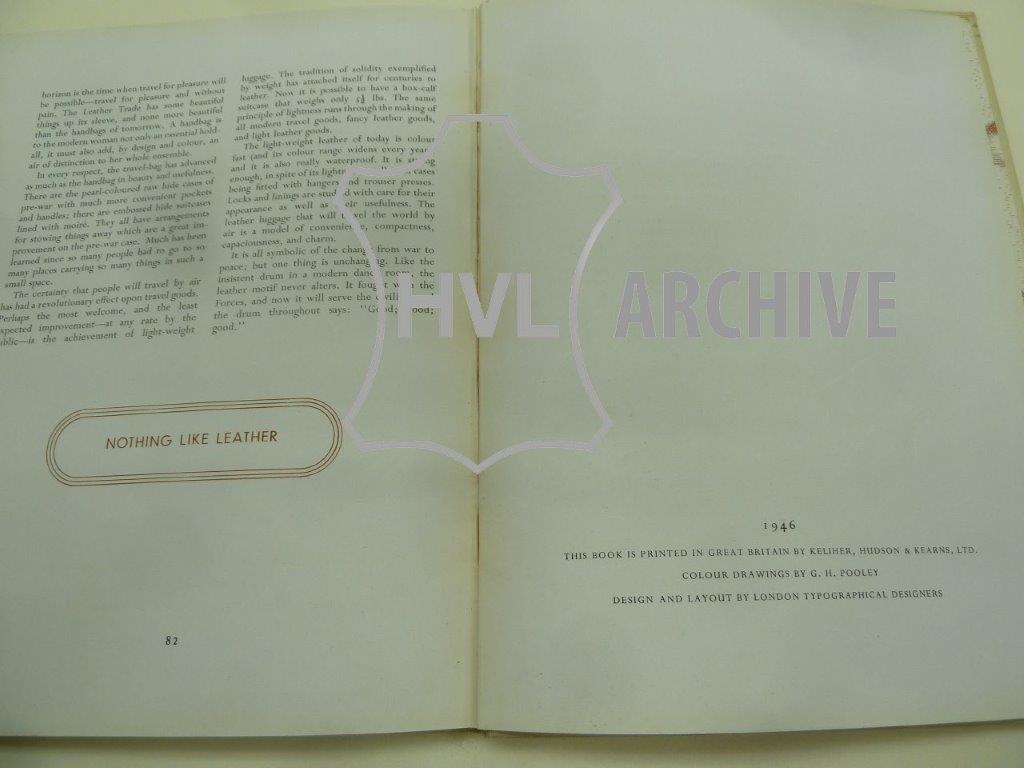 horizon is the time when travel for pleasure will
be possible—travel for pleasure and without
pain. The Leather Trade has some beautiful
things up its sleeve, and none more beautiful
than the handbags of tomorrow. A handbag is
to the modern woman not only an essential hold-
all, it must also add, by design and colour, an
air of distinction to her whole ensemble.
In every respect, the travel-bag has advanced
as much as the handbag in beauty and usefulness.
There are the pearl-coloured raw hide cases of
pre-war with much more convenient pockets
and handles; there are embossed hide suitcases
lined with moiré. They all have arrangements
for stowing things away which are a great im-
provement on the pre-war case. Much has been
learned since so many people had to go to so
many places carrying so many things in such a
small space.
The certainty that people will travel by air
has had a revolutionary effect upon travel goods.
Perhaps the most welcome, and the least
expected improvement—at any rate by the
public—is the achievement of light-weight
luggage. The tradition of solidity exemplified
by weight has attached itself for centuries to
leather. Now it is possible to have a box-calf
suitcase that weighs only lbs. The same
principle of lightness runs through the making of
all modern travel goods, fancy leather goods,
and light leather goods.
The light-weight leather of today is colour
fast (and its colour range widens every year)
and it is also really waterproof. It is strong
enough, in spite of its cases
being fitted with hangers and trouser presses.
Locks and linings are studied with care for their
appearance as well as their usefulness. The
leather luggage that will travel the world by
air is a model of convenience, compactness,
capaciousness, and charm.
It is all symbolic of the change from war to
peace; but one thing is unchanging. Like the
insistent drum in a modern dance room, the
leather motif never alters. It fought with the
Forces, and now it will serve the
the drum throughout says: "Good; good;
good."
NOTHING LIKE LEATHER
82
HVL ARCHIVE
1946
THIS BOOK IS PRINTED IN GREAT BRITAIN BY KELIHER, HUDSON & KEARNS, LTD.
COLOUR DRAWINGS BY G. H. POOLEY
DESIGN AND LAYOUT BY LONDON TYPOGRAPHICAL DESIGNERS